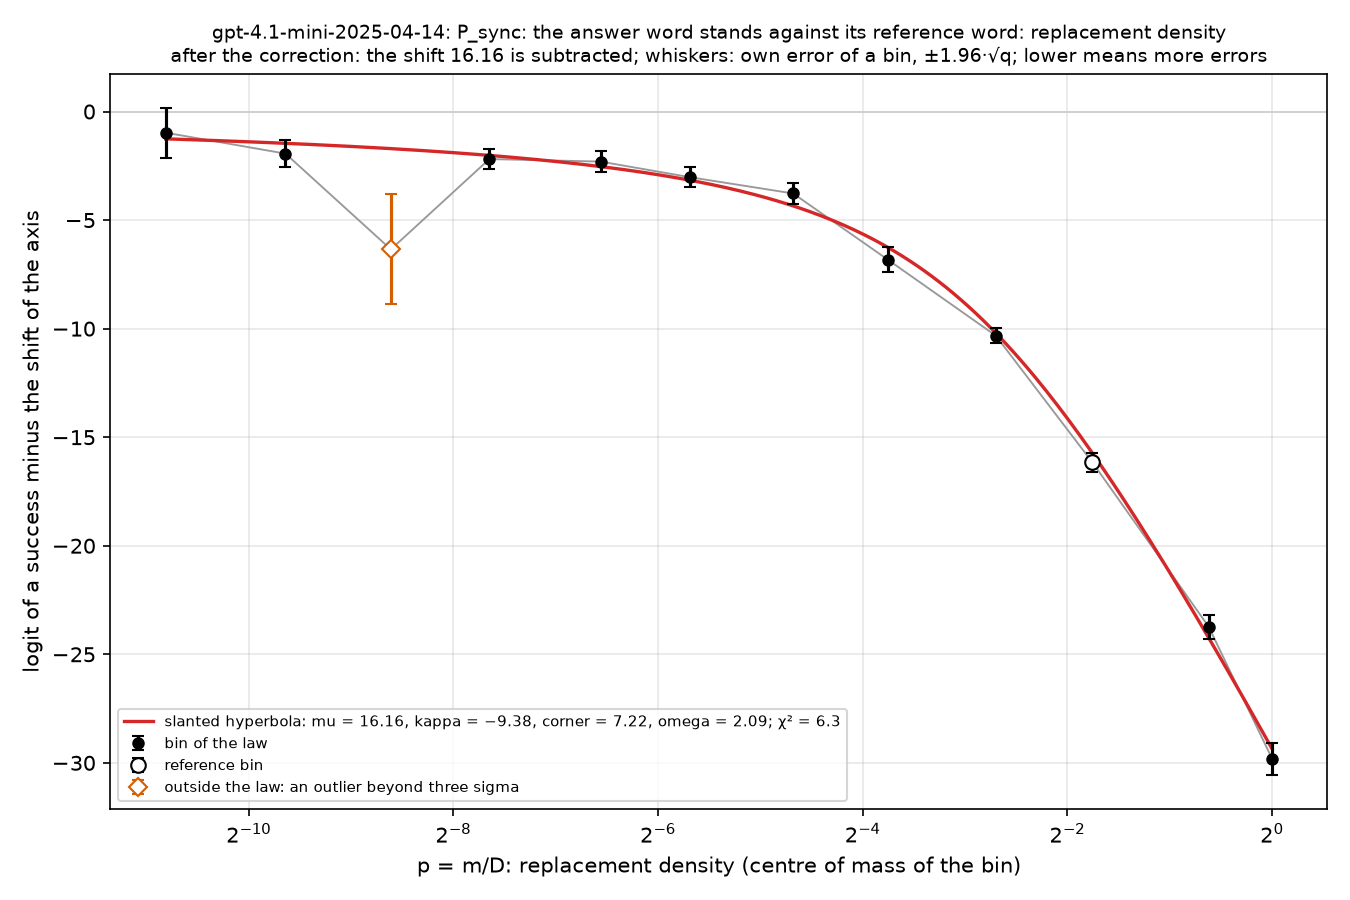 gpt-4.1-mini-2025-04-14: P_sync: the answer word stands against its reference word: replacement density
after the correction: the shift 16.16 is subtracted; whiskers: own error of a bin, ±1.96·√q; lower means more errors
logit of a success minus the shift of the axis
0
−5
−10
−15
−20
−25
−30
slanted hyperbola: mu = 16.16, kappa = −9.38, corner = 7.22, omega = 2.09; χ² = 6.3
bin of the law
reference bin
outside the law: an outlier beyond three sigma
2⁻¹⁰ 2⁻⁸ 2⁻⁶ 2⁻⁴ 2⁻² 2⁰
p = m/D: replacement density (centre of mass of the bin)